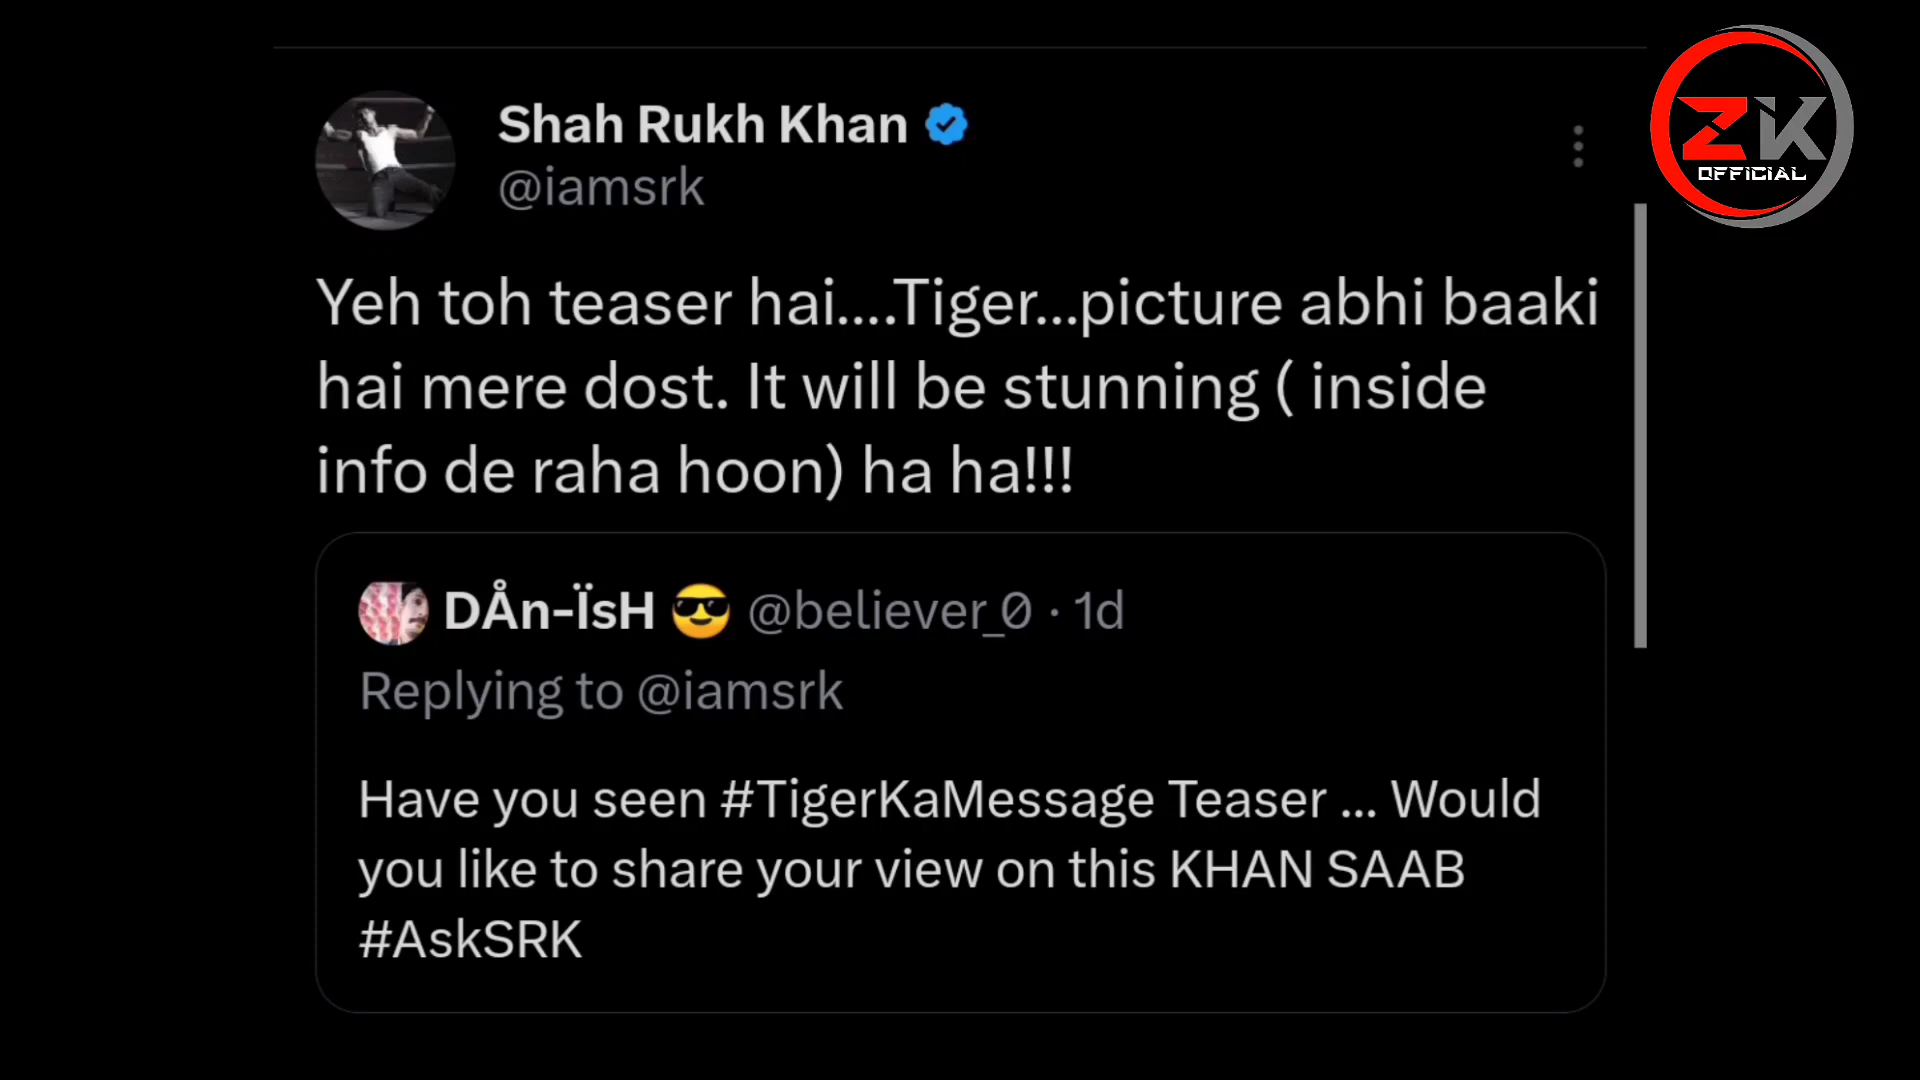 Shah Rukh Khan
@iamsrk
ZK
OFFICIAL
Yeh toh teaser hai....Tiger...picture abhi baaki
hai mere dost. It will be stunning ( inside
info de raha hoon) ha ha!!!
DÅn-ÏsH 😎 @believer_0 · 1d
Replying to @iamsrk
Have you seen #TigerKaMessage Teaser ... Would
you like to share your view on this KHAN SAAB
#AskSRK